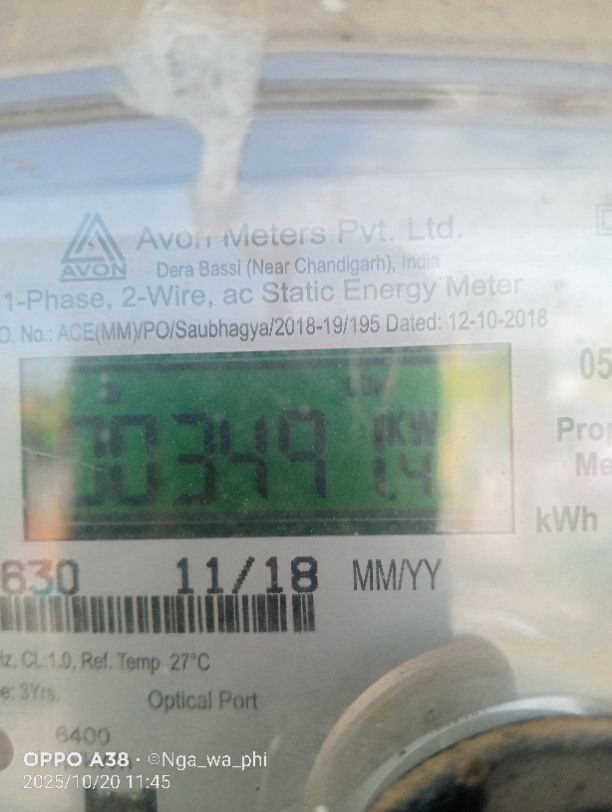 Avon Meters Pvt. Ltd.
AVON
Dera Bassi (Near Chandigarh), India
1-Phase, 2-Wire, ac Static Energy Meter
O. No.: ACE(MM)/PO/Saubhagya/2018-19/195 Dated: 12-10-2018
05
00349 KW
1.4
Pro
Me
kWh
630 11/18 MM/YY
Hz, CL:1.0, Ref. Temp 27°C
e: 3Yrs.
Optical Port
6400
OPPO A38 · ©Nga_wa_phi
2025/10/20 11:45